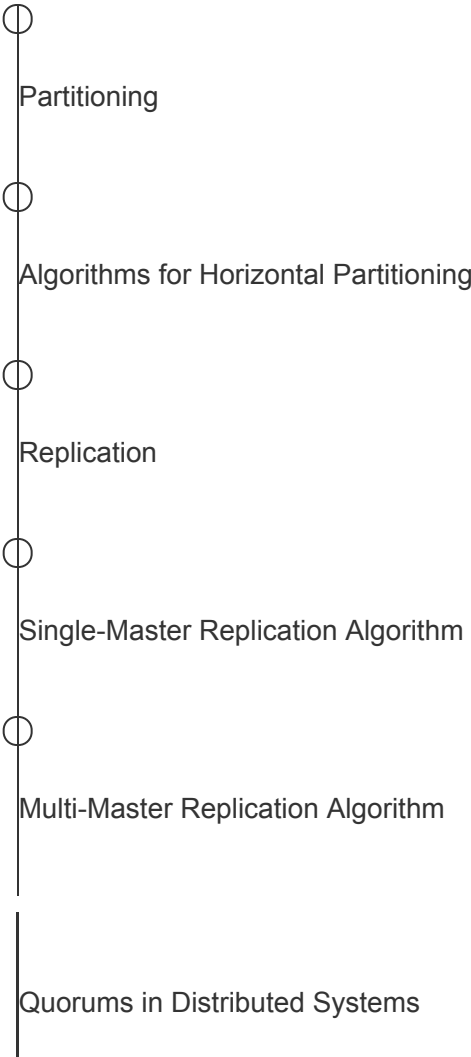 Partitioning
Algorithms for Horizontal Partitioning
Replication
Single-Master Replication Algorithm
Multi-Master Replication Algorithm
Quorums in Distributed Systems